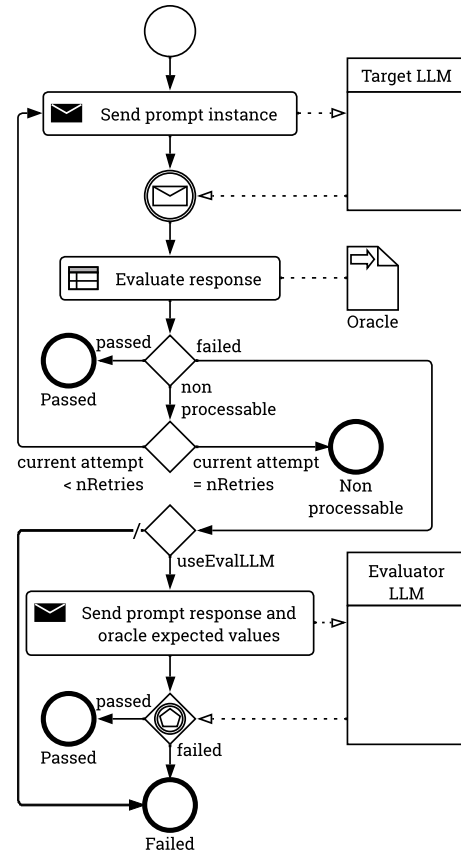 Target LLM
Send prompt instance
Evaluate response
Oracle
passed
failed
Passed
non
processable
current attempt
< nRetries
current attempt
= nRetries
Non
processable
/
useEvalLLM
Evaluator
LLM
Send prompt response and
oracle expected values
passed
Passed
failed
Failed